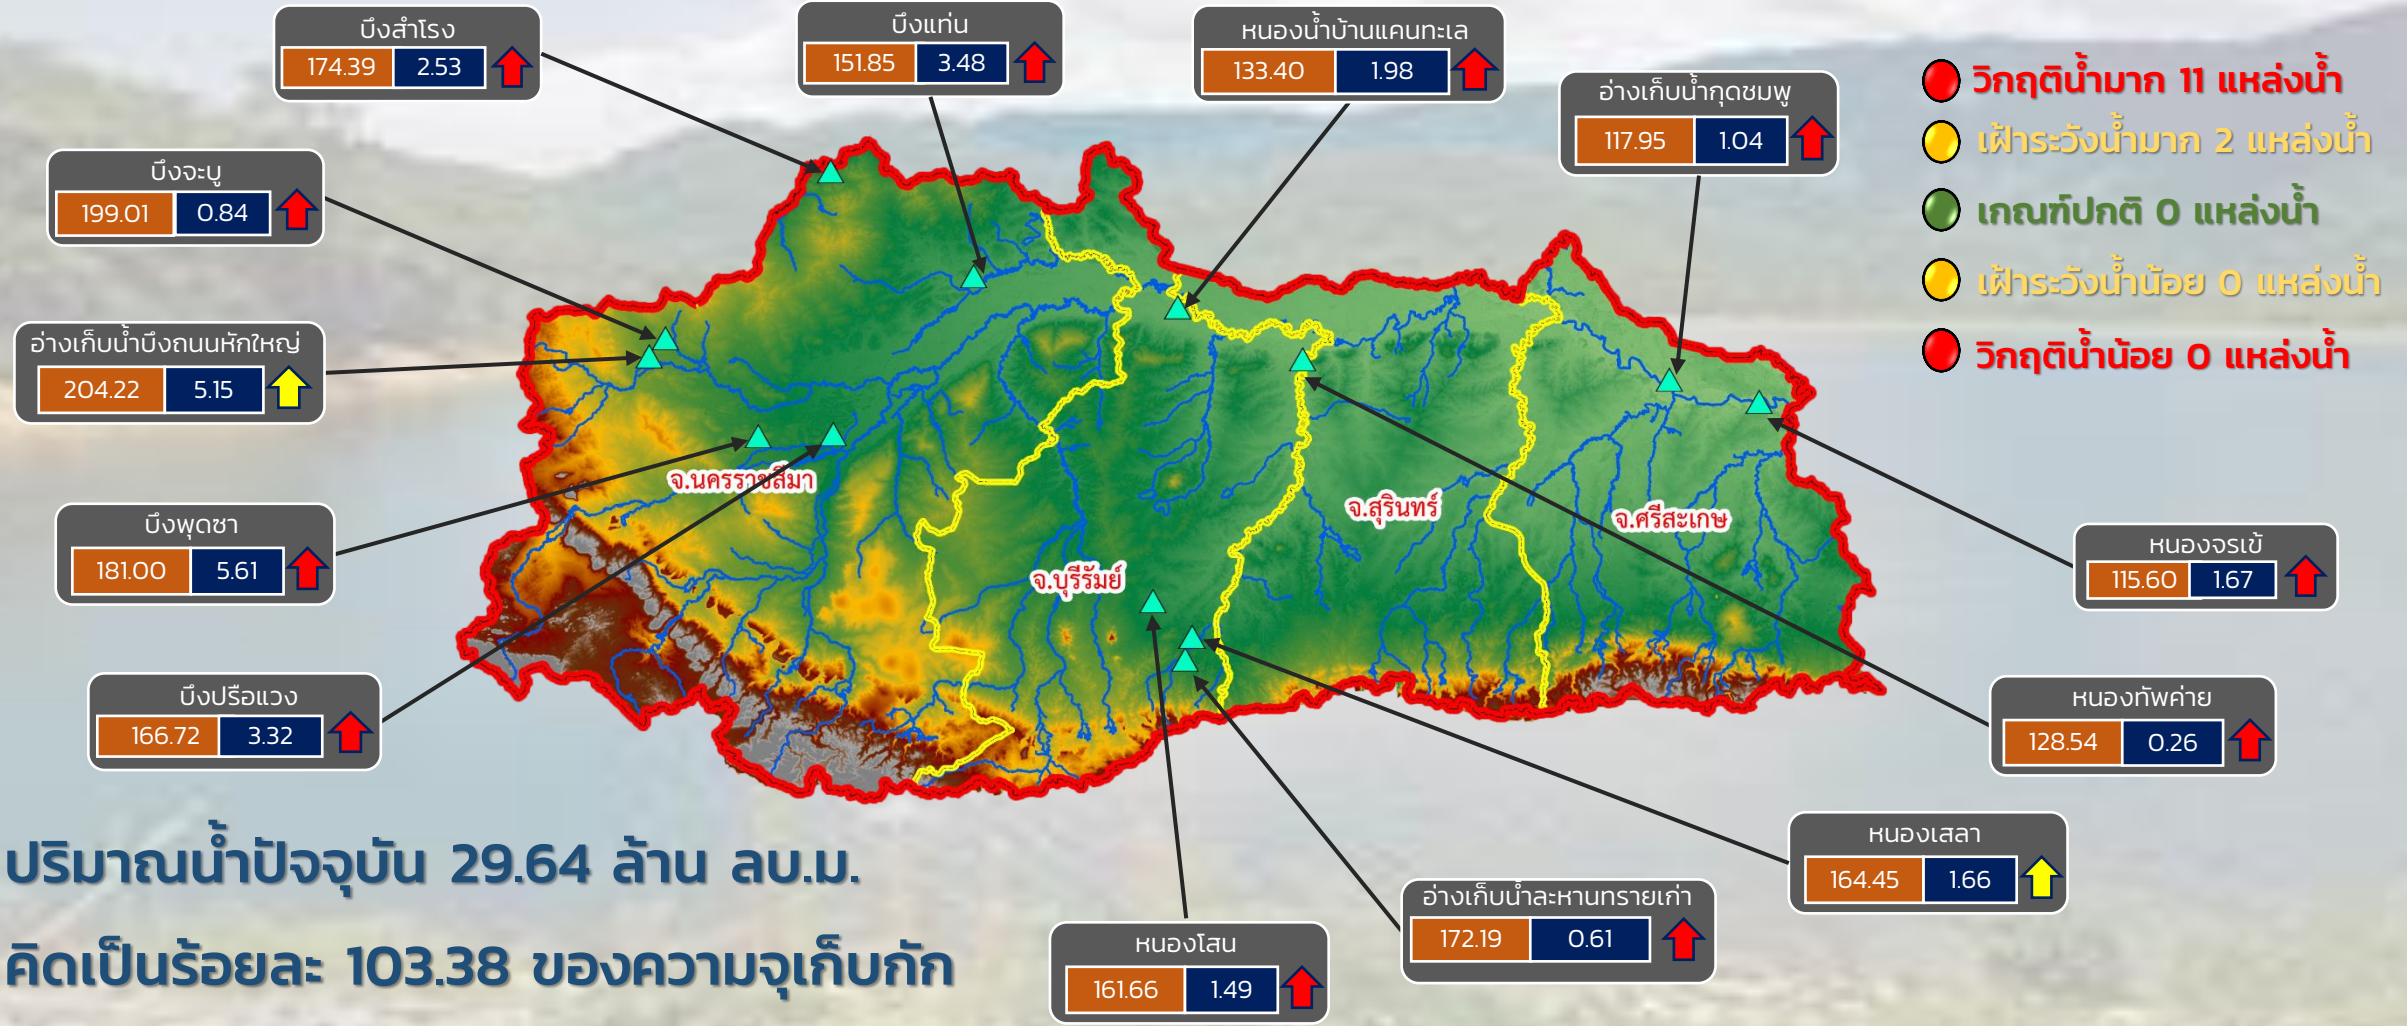 บึงสำโรง
174.39 2.53
บึงแท่น
151.85 3.48
หนองน้ำบ้านแคนทะเล
133.40 1.98
อ่างเก็บน้ำกุดชมพู
117.95 1.04
วิกฤติน้ำมาก 11 แหล่งน้ำ
เฝ้าระวังน้ำมาก 2 แหล่งน้ำ
เกณฑ์ปกติ 0 แหล่งน้ำ
เฝ้าระวังน้ำน้อย 0 แหล่งน้ำ
วิกฤติน้ำน้อย 0 แหล่งน้ำ
บึงจะบู
199.01 0.84
อ่างเก็บน้ำบึงถนนหักใหญ่
204.22 5.15
บึงพุดซา
181.00 5.61
บึงปรือแวง
166.72 3.32
จ.นครราชสีมา
จ.บุรีรัมย์
จ.สุรินทร์
จ.ศรีสะเกษ
หนองจรเข้
115.60 1.67
หนองทัพค่าย
128.54 0.26
หนองเสลา
164.45 1.66
อ่างเก็บน้ำละหานทรายเก่า
172.19 0.61
หนองโสน
161.66 1.49
ปริมาณน้ำปัจจุบัน 29.64 ล้าน ลบ.ม.
คิดเป็นร้อยละ 103.38 ของความจุเก็บกัก